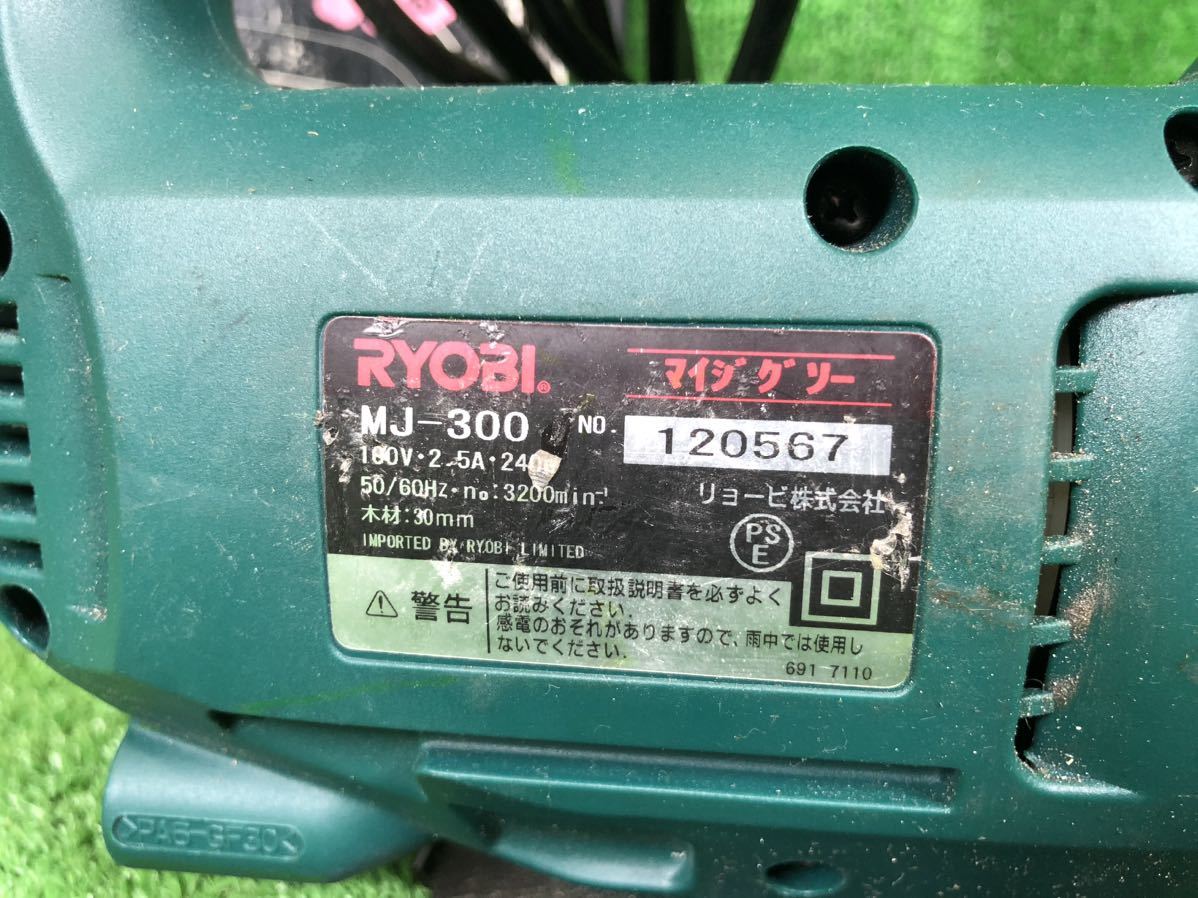 RYOBI®
マイジグソー
MJ-300
NO. 120567
100V・2.5A・240
50/60Hz・n₀:3200min⁻¹
リョービ株式会社
木材:30mm
IMPORTED BY RYOBI LIMITED
PS
E
⚠ 警告
ご使用前に取扱説明書を必ずよく
お読みください.
感電のおそれがありますので、雨中では使用し
ないでください.
691 7110
>PA6-GF30<